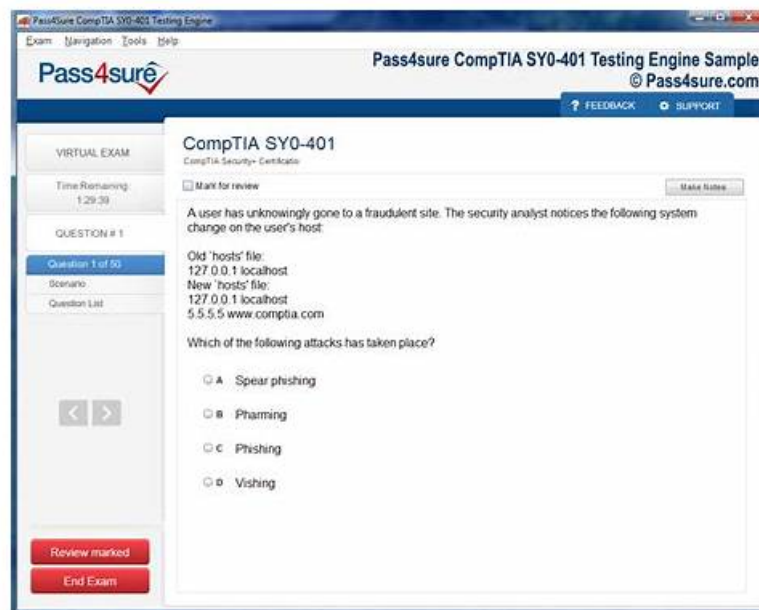 Pass4Sure CompTIA SY0-401 Testing Engine
Exam Navigation Tools Help
Pass4surê
Pass4sure CompTIA SY0-401 Testing Engine Sample
© Pass4sure.com
? FEEDBACK SUPPORT
VIRTUAL EXAM
Time Remaining
1:29:39
QUESTION # 1
Question 1 of 50
Scenario
Question List
CompTIA SY0-401
CompTIA Security+ Certificatio
Mark for review
Make Notes
A user has unknowingly gone to a fraudulent site. The security analyst notices the following system
change on the user's host:
Old `hosts' file:
127.0.0.1 localhost
New `hosts' file:
127.0.0.1 localhost
5.5.5.5 www.comptia.com
Which of the following attacks has taken place?
A Spear phishing
B Pharming
C Phishing
D Vishing
Review marked
End Exam